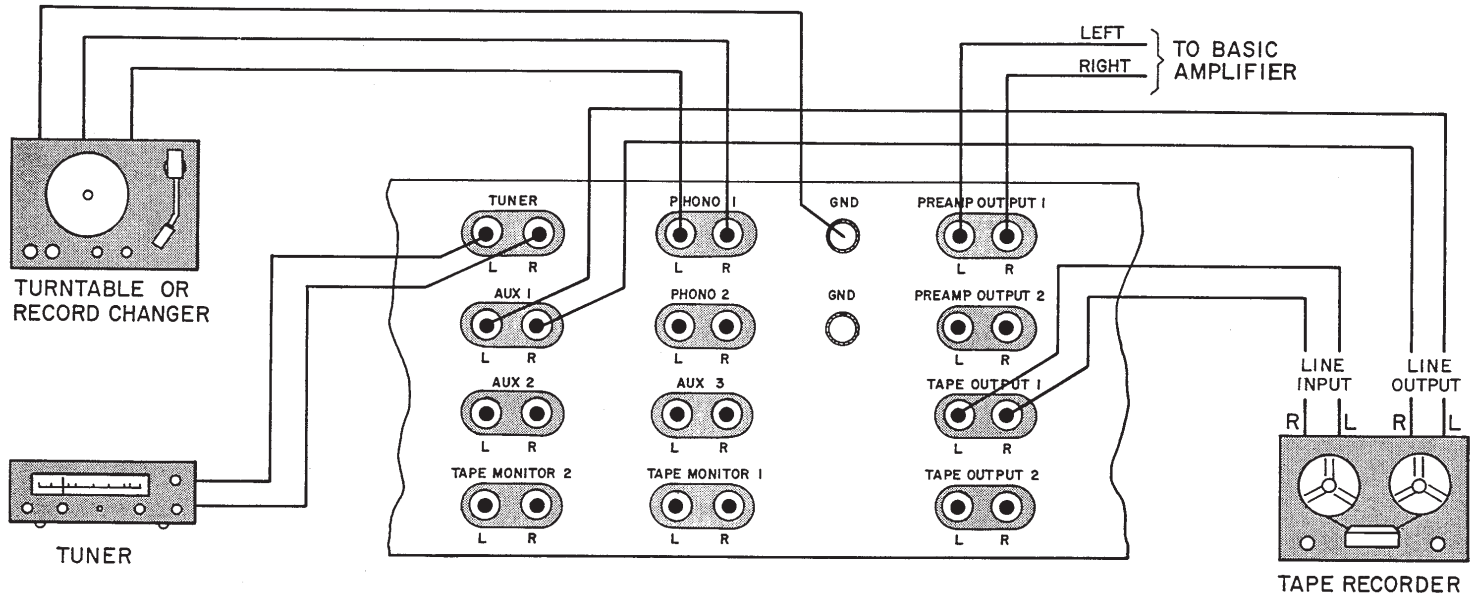 LEFT
RIGHT
TO BASIC
AMPLIFIER
TURNTABLE OR
RECORD CHANGER
TUNER
L R
PHONO 1
L R
GND
PREAMP OUTPUT 1
L R
AUX 1
L R
PHONO 2
L R
GND
PREAMP OUTPUT 2
AUX 2
L R
AUX 3
L R
TAPE OUTPUT 1
L R
TAPE MONITOR 2
L R
TAPE MONITOR 1
L R
TAPE OUTPUT 2
L R
LINE
INPUT
R L
LINE
OUTPUT
R L
TUNER
TAPE RECORDER